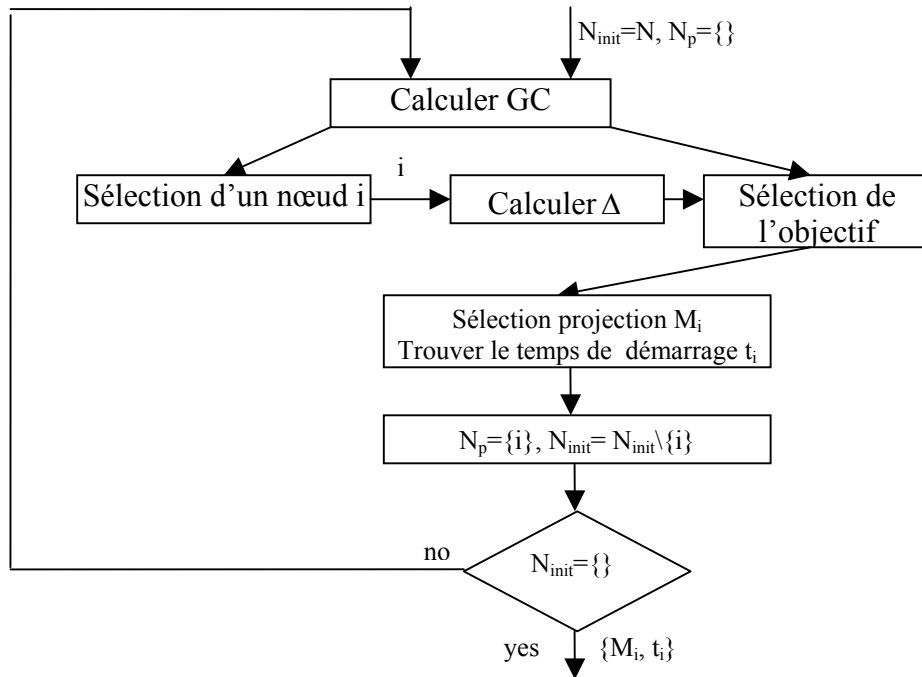 N_init=N, N_p={}
Calculer GC
i
Sélection d’un nœud i
Calculer Δ
Sélection de
l’objectif
Sélection projection M_i
Trouver le temps de démarrage t_i
N_p={i}, N_init= N_init\{i}
no
N_init={}
yes
{M_i, t_i}